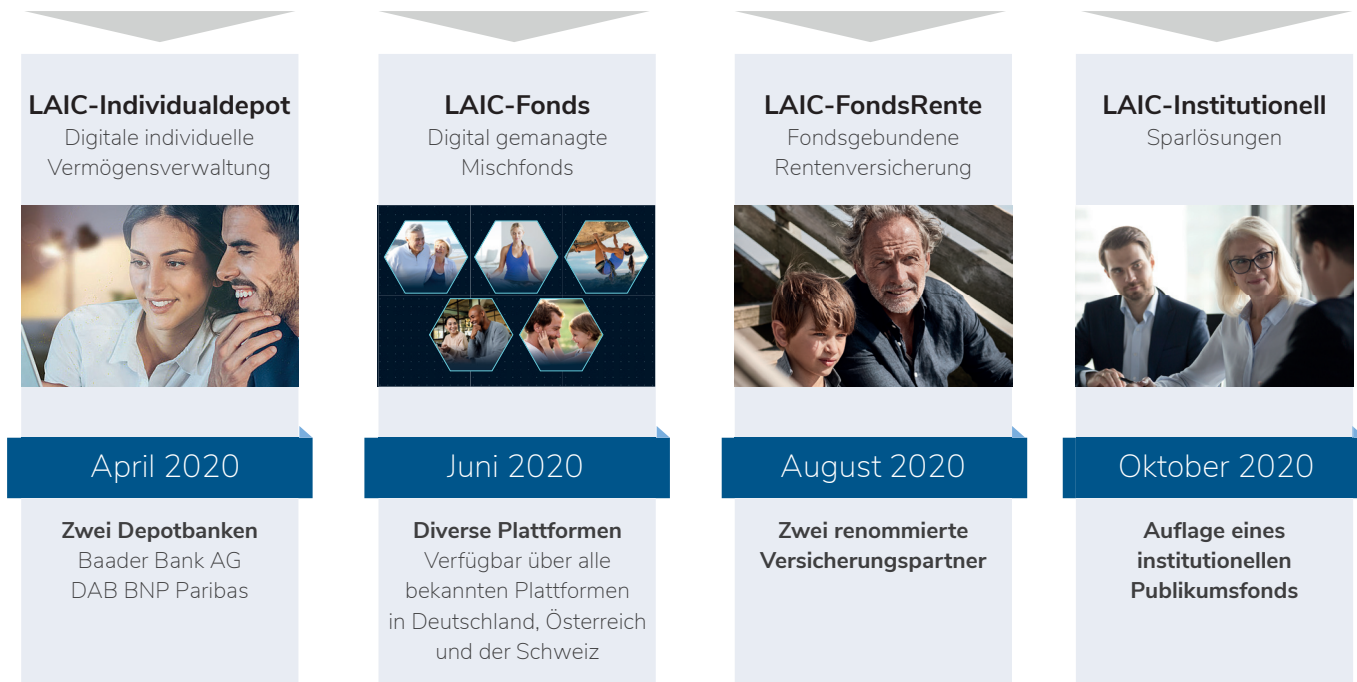 LAIC-Individualdepot
Digitale individuelle
Vermögensverwaltung
April 2020
Zwei Depotbanken
Baader Bank AG
DAB BNP Paribas
LAIC-Fonds
Digital gemanagte
Mischfonds
Juni 2020
Diverse Plattformen
Verfügbar über alle
bekannten Plattformen
in Deutschland, Österreich
und der Schweiz
LAIC-FondsRente
Fondsgebundene
Rentenversicherung
August 2020
Zwei renommierte
Versicherungspartner
LAIC-Institutionell
Sparlösungen
Oktober 2020
Auflage eines
institutionellen
Publikumsfonds